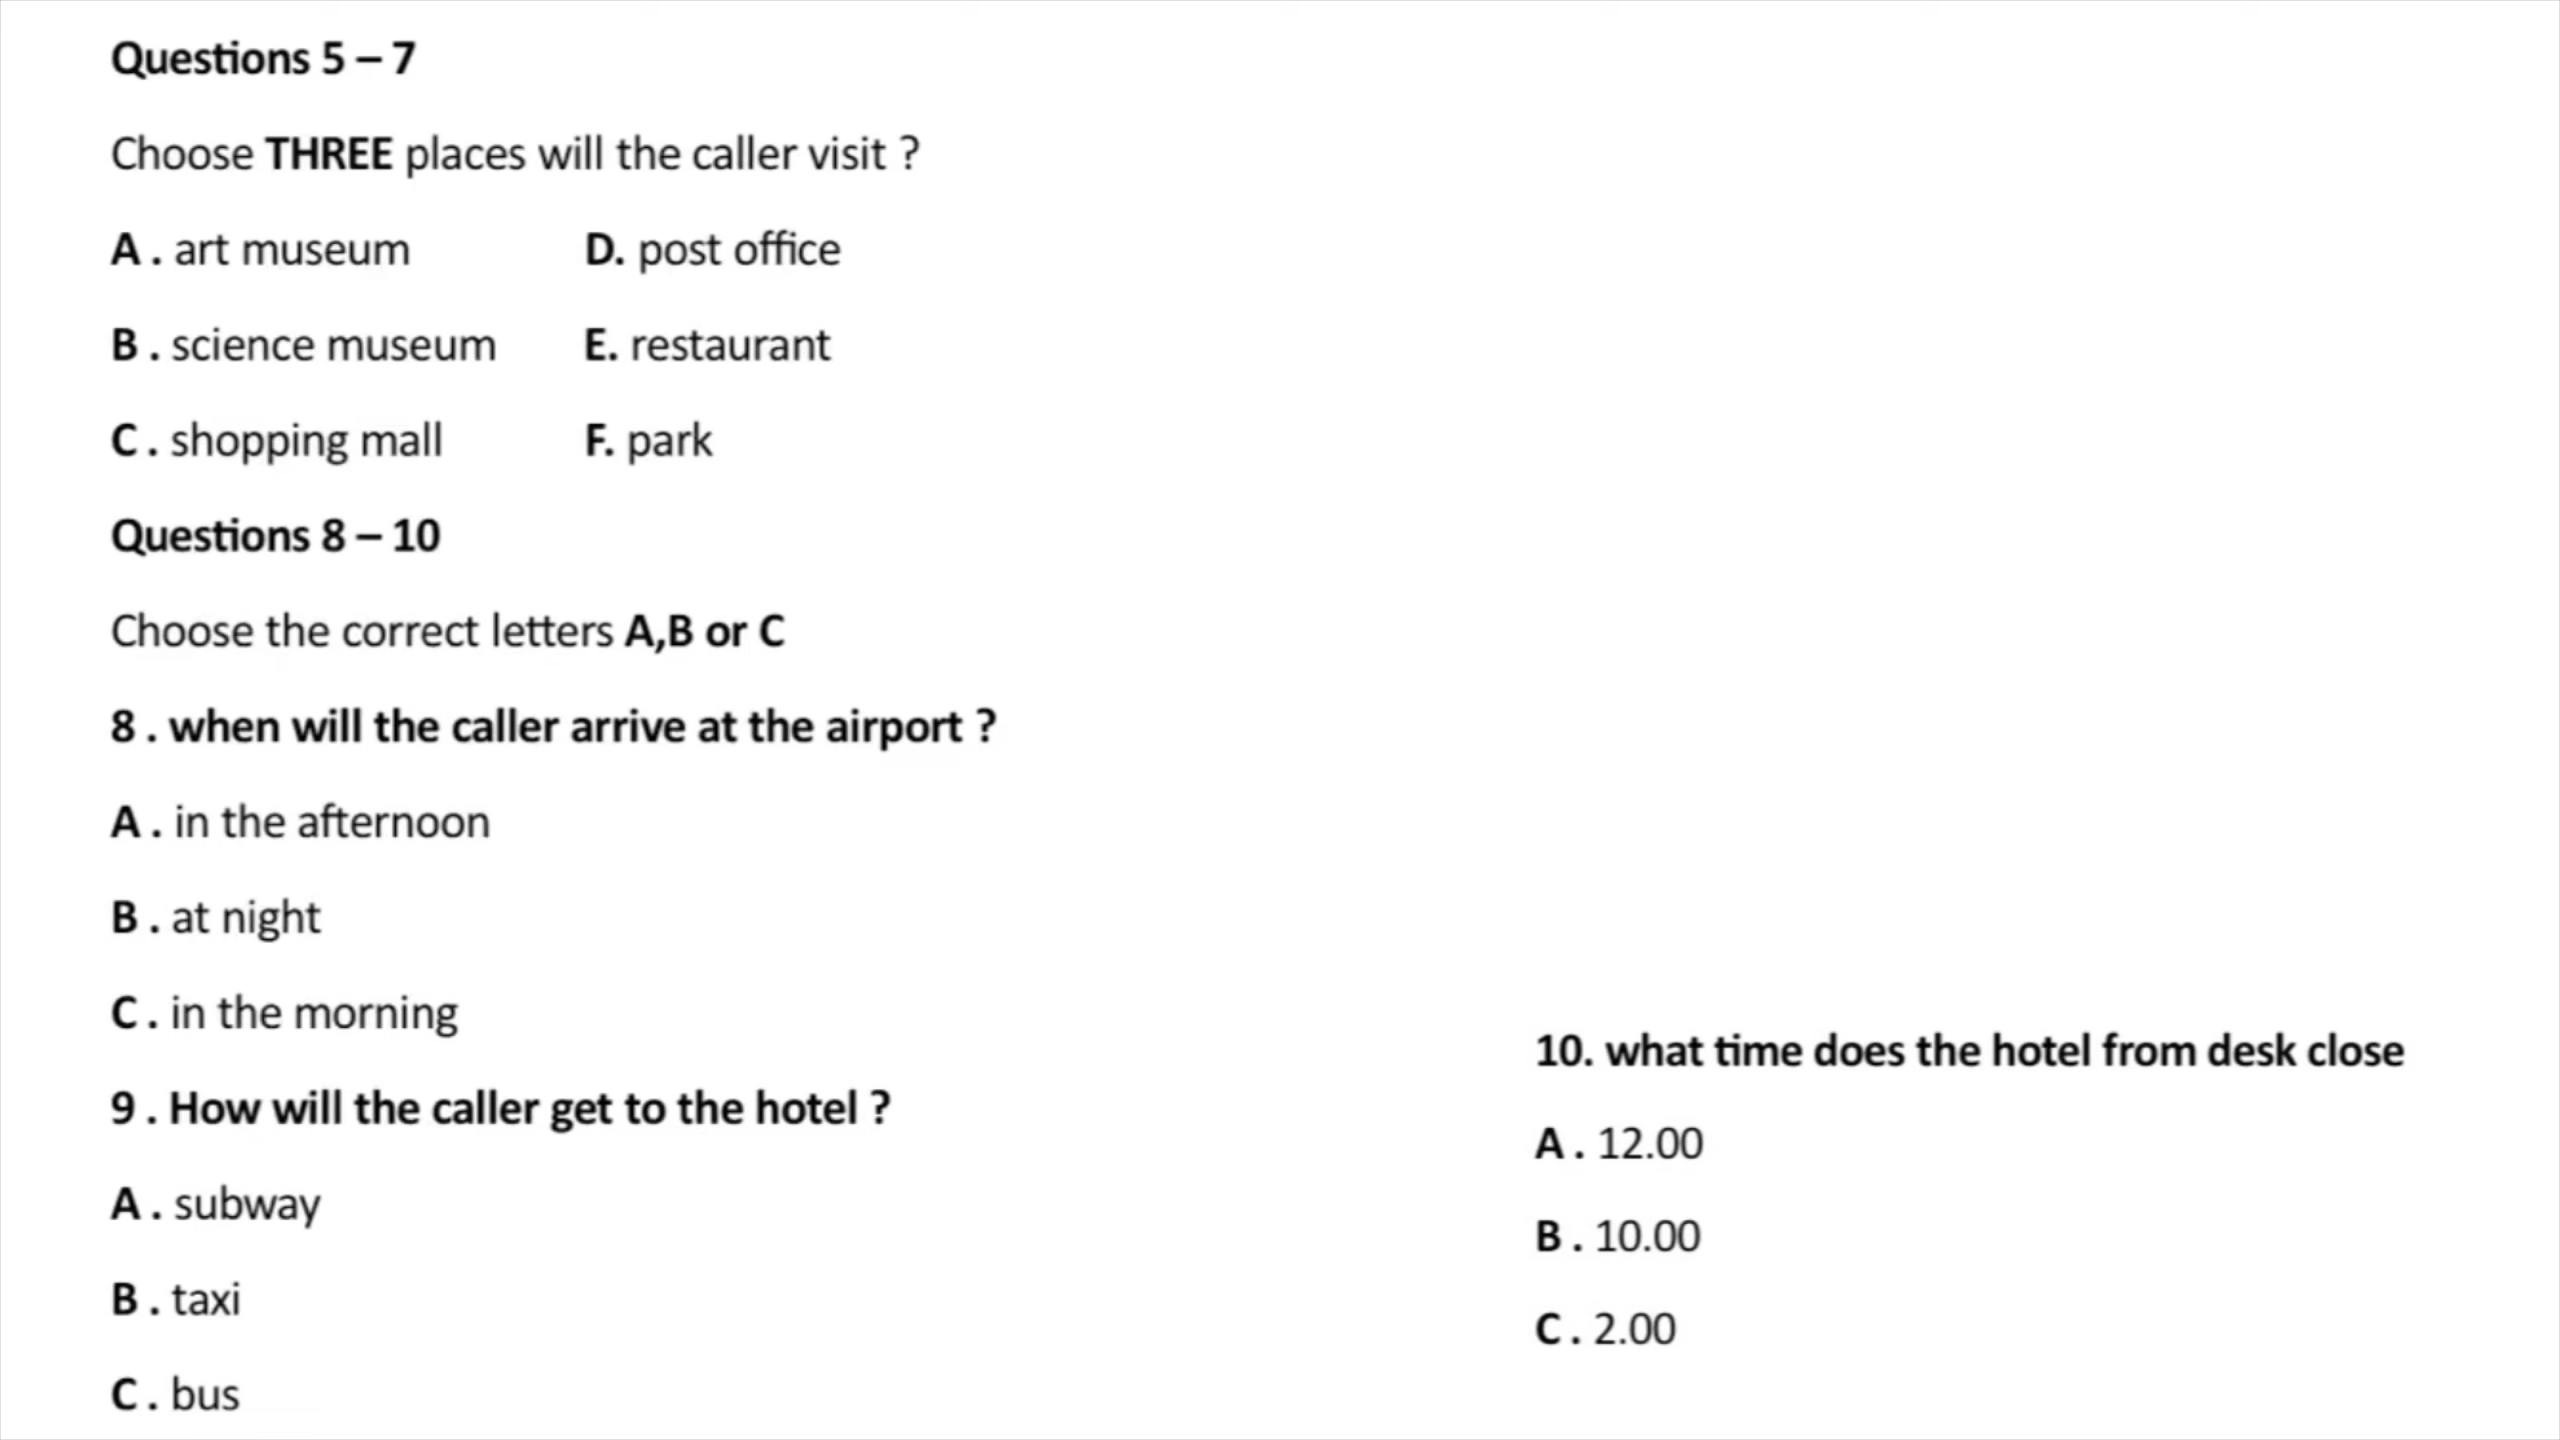 Questions 5 – 7
Choose THREE places will the caller visit ?
A . art museum D. post office
B . science museum E. restaurant
C . shopping mall F. park
Questions 8 – 10
Choose the correct letters A,B or C
8 . when will the caller arrive at the airport ?
A . in the afternoon
B . at night
C . in the morning
9 . How will the caller get to the hotel ?
A . subway
B . taxi
C . bus
10. what time does the hotel from desk close
A . 12.00
B . 10.00
C . 2.00